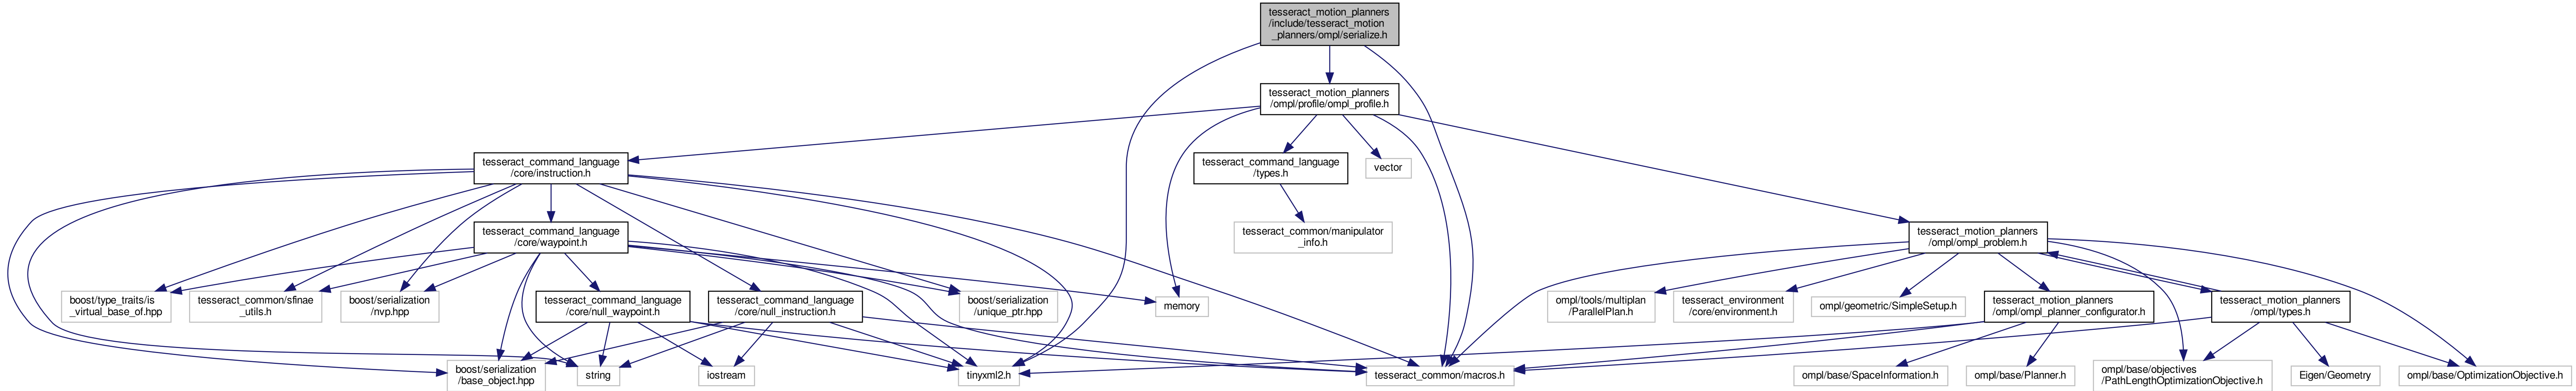 tesseract_motion_planners
/include/tesseract_motion
_planners/ompl/serialize.h
tesseract_motion_planners
/ompl/profile/ompl_profile.h
tesseract_command_language
/core/instruction.h
tesseract_command_language
/types.h
vector
tesseract_command_language
/core/waypoint.h
tesseract_common/manipulator
_info.h
tesseract_motion_planners
/ompl/ompl_problem.h
boost/type_traits/is
_virtual_base_of.hpp
tesseract_common/sfinae
_utils.h
boost/serialization
/nvp.hpp
tesseract_command_language
/core/null_waypoint.h
tesseract_command_language
/core/null_instruction.h
boost/serialization
/unique_ptr.hpp
memory
ompl/tools/multiplan
/ParallelPlan.h
tesseract_environment
/core/environment.h
ompl/geometric/SimpleSetup.h
tesseract_motion_planners
/ompl/ompl_planner_configurator.h
tesseract_motion_planners
/ompl/types.h
boost/serialization
/base_object.hpp
string
iostream
tinyxml2.h
tesseract_common/macros.h
ompl/base/SpaceInformation.h
ompl/base/Planner.h
ompl/base/objectives
/PathLengthOptimizationObjective.h
Eigen/Geometry
ompl/base/OptimizationObjective.h